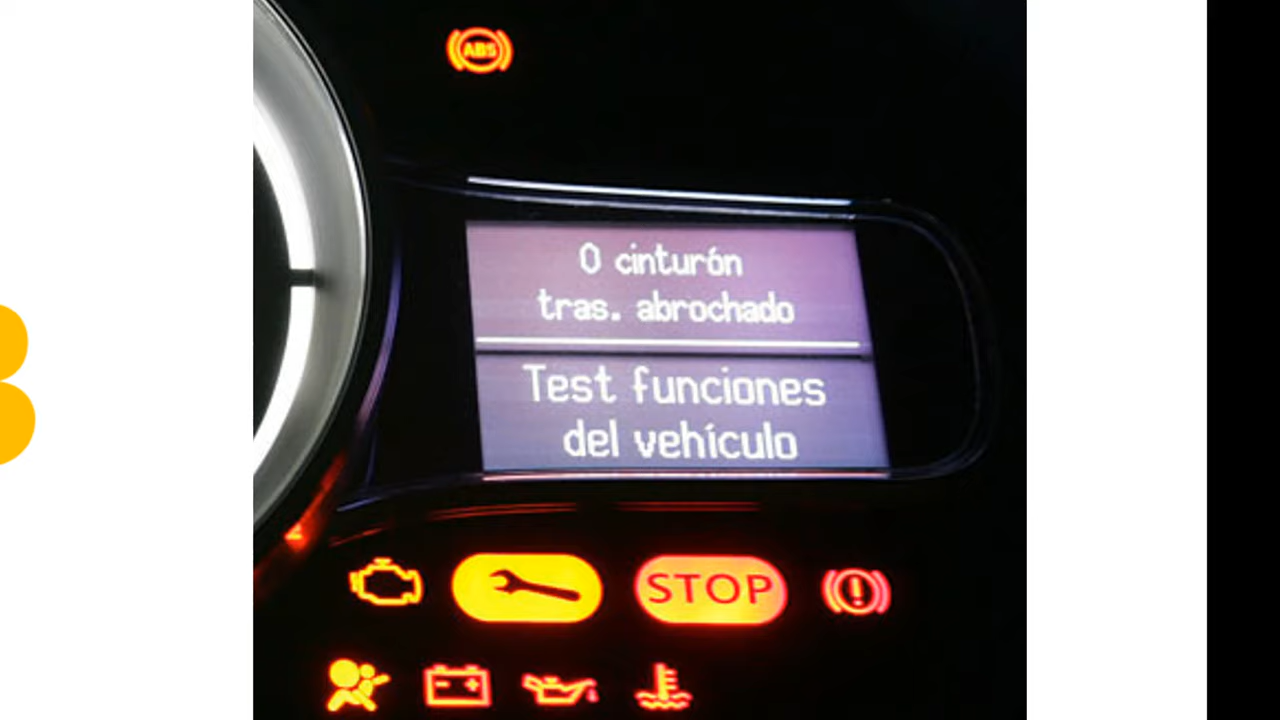 ABS
0 cinturón
tras. abrochado
Test funciones
del vehículo
STOP